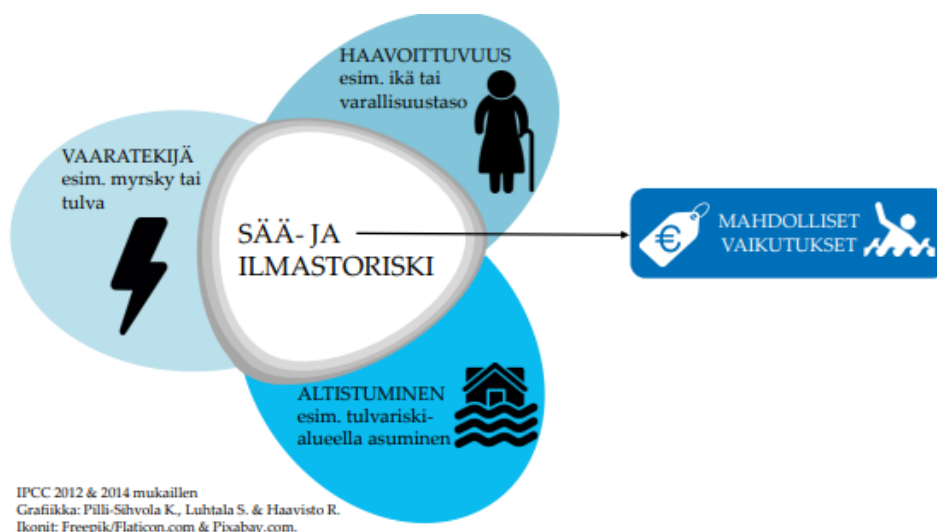 HAAVOITTUVUUS
esim. ikä tai
varallisuustaso
VAARATEKIJÄ
esim. myrsky tai
tulva
SÄÄ- JA
ILMASTORISKI
€
MAHDOLLISET
VAIKUTUKSET
ALTISTUMINEN
esim. tulvariski-
alueella asuminen
IPCC 2012 & 2014 mukaillen
Grafiikka: Pilli-Sihvola K., Luhtala S. & Haavisto R.
Ikonit: Freepik/Flaticon.com & Pixabay.com.